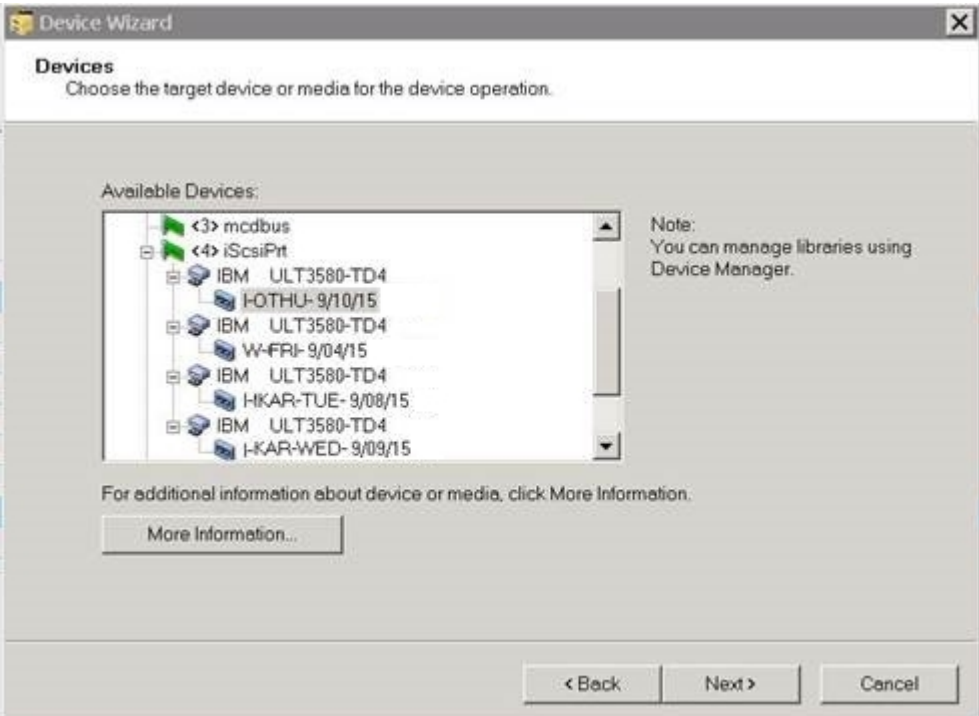 Device Wizard
Devices
Choose the target device or media for the device operation.
Available Devices:
<3> mcdbus
<4> iScsiPrt
IBM ULT3580-TD4
I-OTHU- 9/10/15
IBM ULT3580-TD4
W-FRI- 9/04/15
IBM ULT3580-TD4
I-IKAR-TUE- 9/08/15
IBM ULT3580-TD4
I-KAR-WED- 9/09/15
Note:
You can manage libraries using
Device Manager.
For additional information about device or media, click More Information.
More Information...
< Back
Next >
Cancel